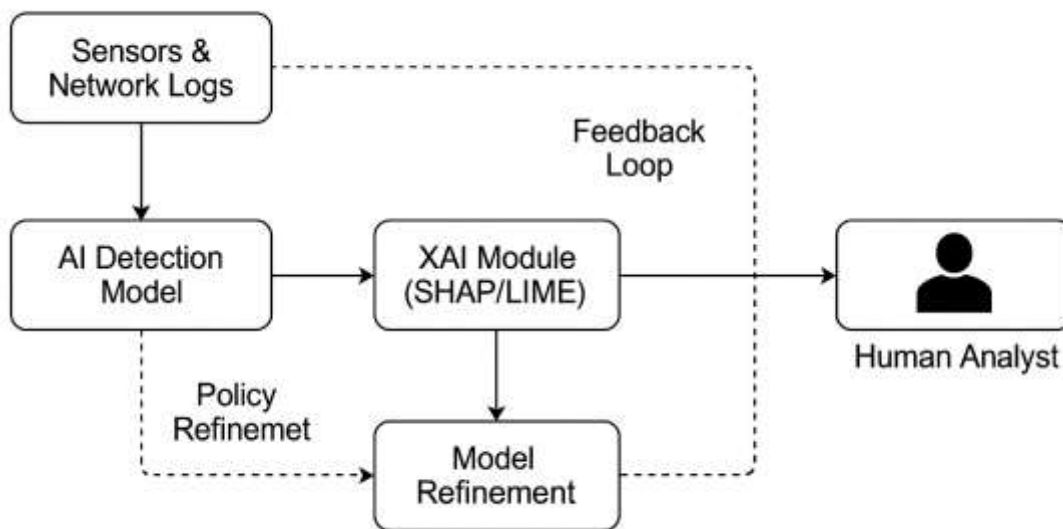 Sensors &
Network Logs
Feedback
Loop
AI Detection
Model
XAI Module
(SHAP/LIME)
Human Analyst
Policy
Refinemet
Model
Refinement